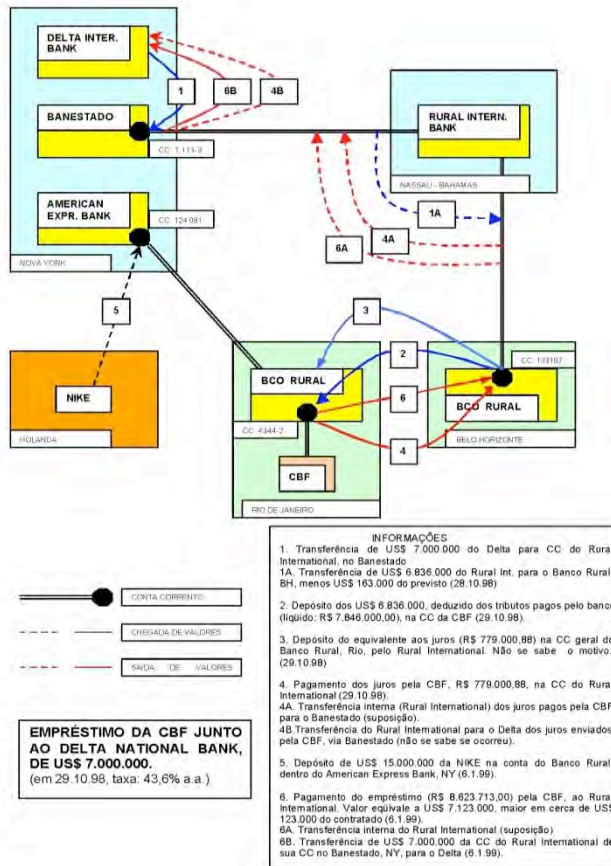 DELTA INTER.
BANK
1
6B
4B
BANESTADO
CC: 1.111-3
RURAL INTERN.
BANK
NASSAU - BAHAMAS
AMERICAN
EXPR. BANK
CC: 124 091
NOVA YORK
1A
4A
6A
5
3
2
6
4
NIKE
HOLANDA
BCO RURAL
CC: 4344-2
CBF
RIO DE JANEIRO
BCO RURAL
BELO HORIZONTE
CONTA CORRENTE
CHEGADA DE VALORES
SAÍDA DE VALORES
EMPRÉSTIMO DA CBF JUNTO
AO DELTA NATIONAL BANK,
DE US$ 7.000.000.
(em 29.10.98, taxa: 43,6% a.a.)
INFORMAÇÕES
1. Transferência de US$ 7.000.000 do Delta para CC do Rural
International, no Banestado
1A. Transferência de US$ 6.836.000 do Rural Int. para o Banco Rural
BH, menos US$ 163.000 do previsto (28.10.98)
2. Depósito dos US$ 6.836.000, deduzido dos tributos pagos pelo banco
(líquido: R$ 7.846.000,00), na CC da CBF (29.10.98).
3. Depósito do equivalente aos juros (R$ 779.000,88) na CC geral do
Banco Rural, Rio, pelo Rural International. Não se sabe o motivo.
(29.10.98)
4. Pagamento dos juros pela CBF, R$ 779.000,88, na CC do Rural
International (29.10.98).
4A. Transferência interna (Rural International) dos juros pagos pela CBF
para o Banestado (suposição).
4B.Transferência do Rural International para o Delta dos juros enviados
pela CBF, via Banestado (não se sabe se ocorreu).
5. Depósito de US$ 15.000.000 da NIKE na conta do Banco Rural
dentro do American Express Bank, NY (6.1.99).
6. Pagamento do empréstimo (R$ 8.623.713,00) pela CBF, ao Rural
International. Valor eqüivale a US$ 7.123.000, maior em cerca de US$
123.000 do contratado (6.1.99).
6A. Transferência interna do Rural International (suposição)
6B. Transferência de US$ 7.000.000 da CC do Rural International de
sua CC no Banestado, NY, para o Delta (6.1.99).